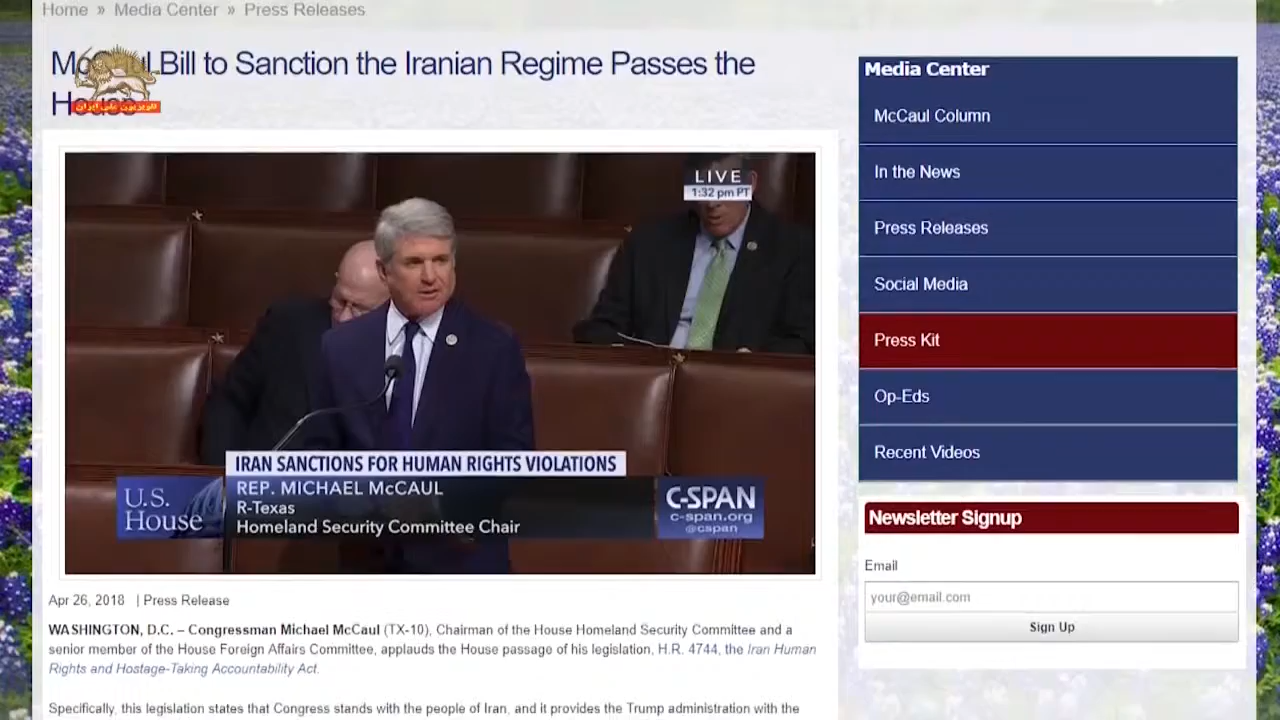 Home » Media Center » Press Releases
McCaul Bill to Sanction the Iranian Regime Passes the
House
تلویزیون ملی ایران
LIVE
1:32 pm PT
IRAN SANCTIONS FOR HUMAN RIGHTS VIOLATIONS
U.S.
House
REP. MICHAEL McCAUL
R-Texas
Homeland Security Committee Chair
C-SPAN
c-span.org
@cspan
Apr 26, 2018 | Press Release
WASHINGTON, D.C. – Congressman Michael McCaul (TX-10), Chairman of the House Homeland Security Committee and a
senior member of the House Foreign Affairs Committee, applauds the House passage of his legislation, H.R. 4744, the Iran Human
Rights and Hostage-Taking Accountability Act.
Specifically, this legislation states that Congress stands with the people of Iran, and it provides the Trump administration with the
Media Center
McCaul Column
In the News
Press Releases
Social Media
Press Kit
Op-Eds
Recent Videos
Newsletter Signup
Email
your@email.com
Sign Up